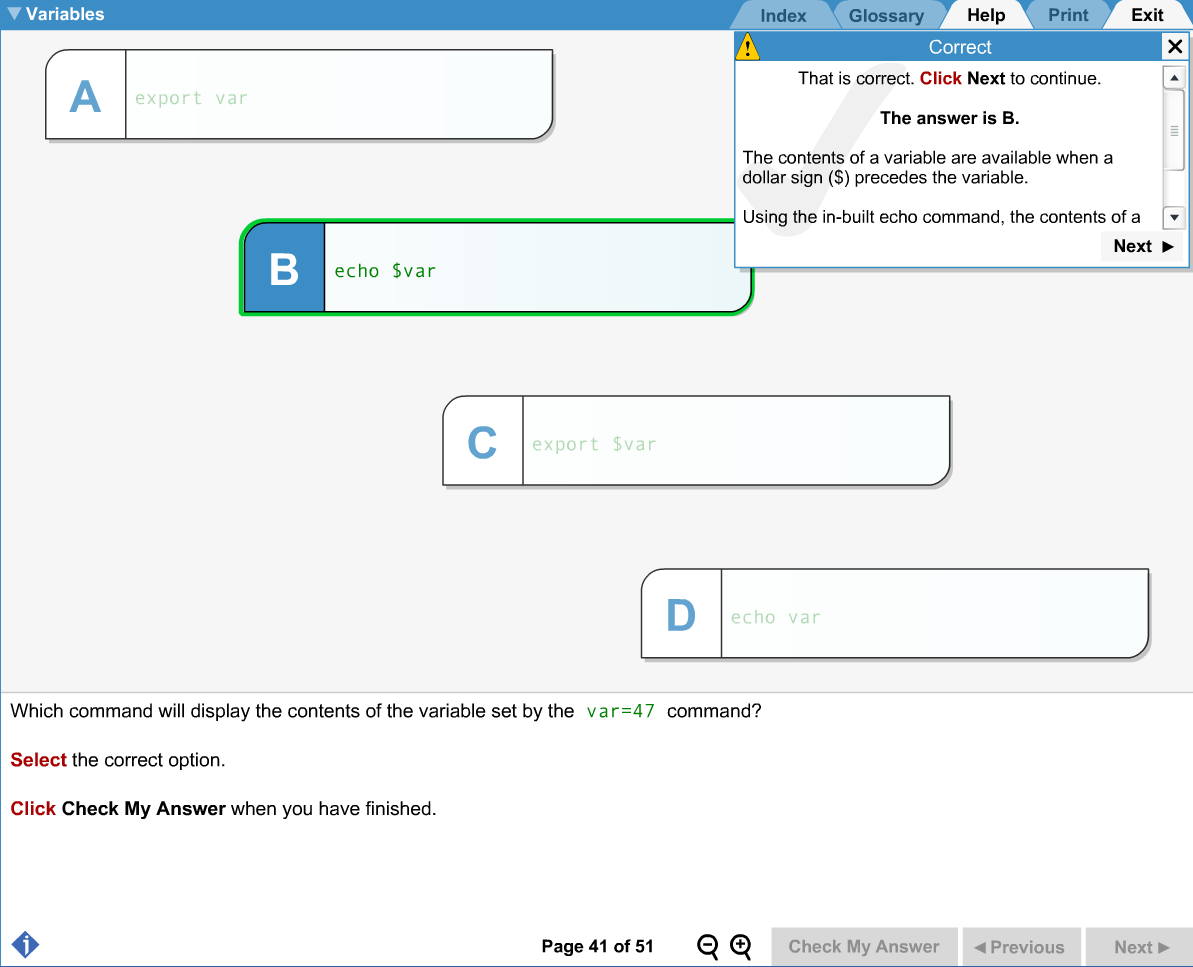 Variables
Index
Glossary
Help
Print
Exit
Correct
That is correct. Click Next to continue.
The answer is B.
The contents of a variable are available when a
dollar sign ($) precedes the variable.
Using the in-built echo command, the contents of a
Next
A
export var
B
echo $var
C
export $var
D
echo var
Which command will display the contents of the variable set by the var=47 command?
Select the correct option.
Click Check My Answer when you have finished.
Page 41 of 51
Check My Answer
Previous
Next